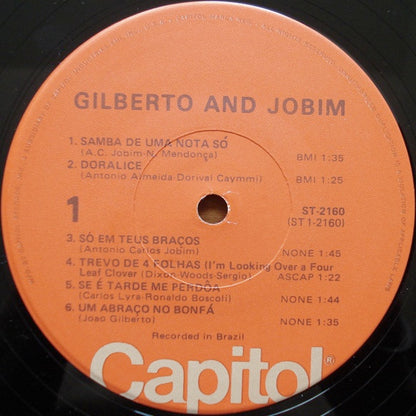 GILBERTO AND JOBIM
1. SAMBA DE UMA NOTA SÓ
(A.C. Jobim-N. Mendonça) BMI 1:35
2. DORALICE
(Antonio Almeida-Dorival Caymmi) BMI 1:25
1
ST-2160
(ST1-2160)
3. SÓ EM TEUS BRAÇOS
(Antonio Carlos Jobim) NONE 1:45
4. TREVO DE 4 FOLHAS (I'm Looking Over a Four
Leaf Clover) (Dixon-Woods-Sergio) ASCAP 1:22
5. SE É TARDE ME PERDÔA
(Carlos Lyra-Ronaldo Boscoli) NONE 1:44
6. UM ABRAÇO NO BONFÁ
(Joao Gilberto) NONE 1:35
Recorded in Brazil
Capitol®